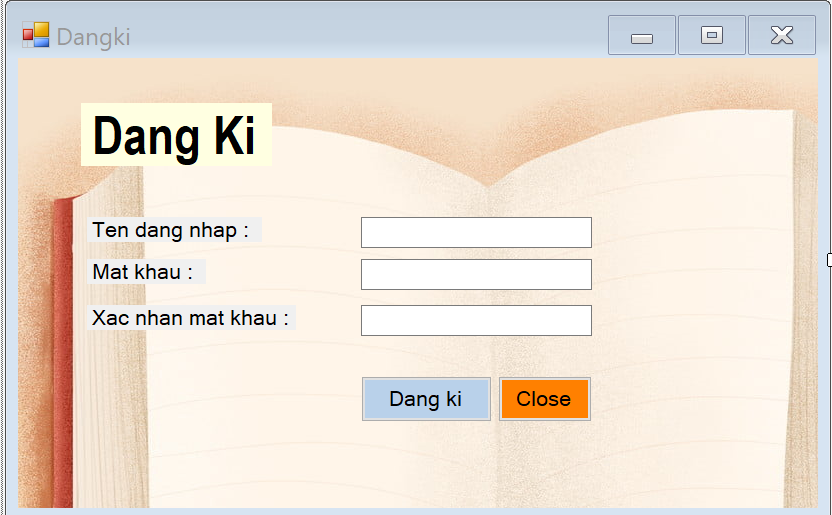 Dangki
Dang Ki
Ten dang nhap :
Mat khau :
Xac nhan mat khau :
Dang ki
Close